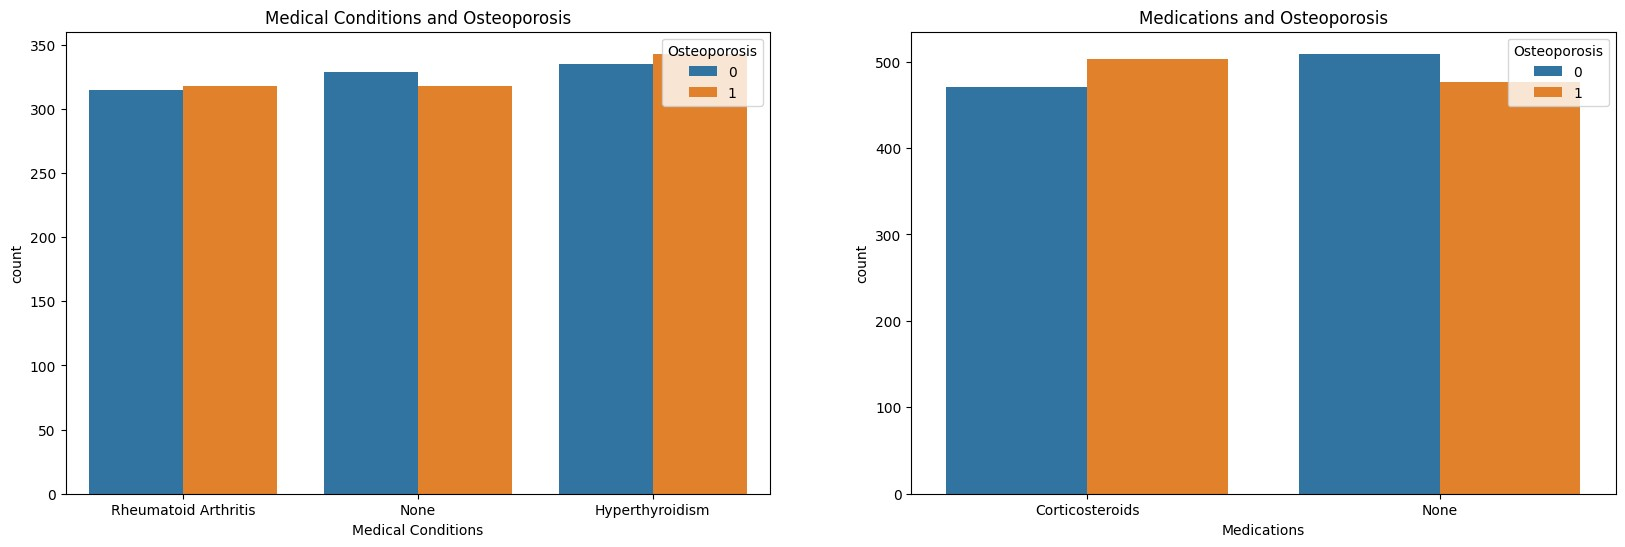 Medical Conditions and Osteoporosis
350
300
250
200
150
100
50
0
count
Osteoporosis
0
1
Rheumatoid Arthritis
None
Hyperthyroidism
Medical Conditions
Medications and Osteoporosis
500
400
300
200
100
0
count
Osteoporosis
0
1
Corticosteroids
None
Medications